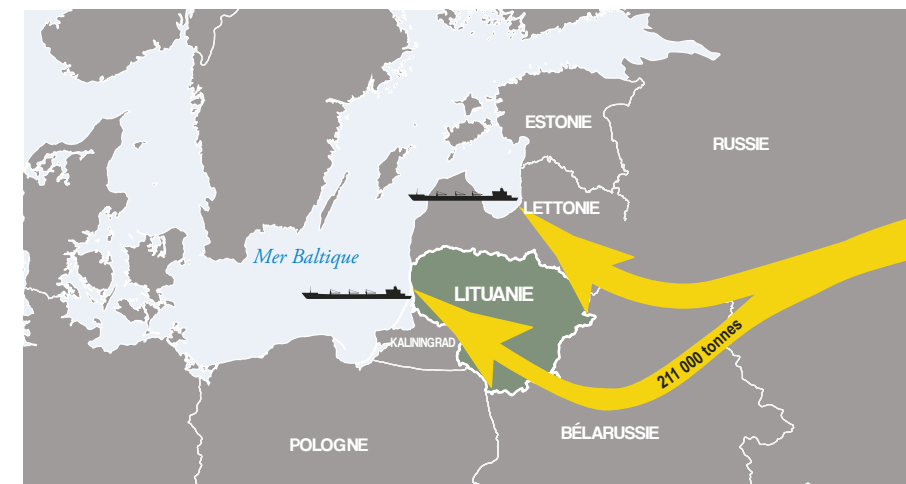 ESTONIE
RUSSIE
LETTONIE
Mer Baltique
LITUANIE
KALININGRAD
211 000 tonnes
BÉLARUSSIE
POLOGNE